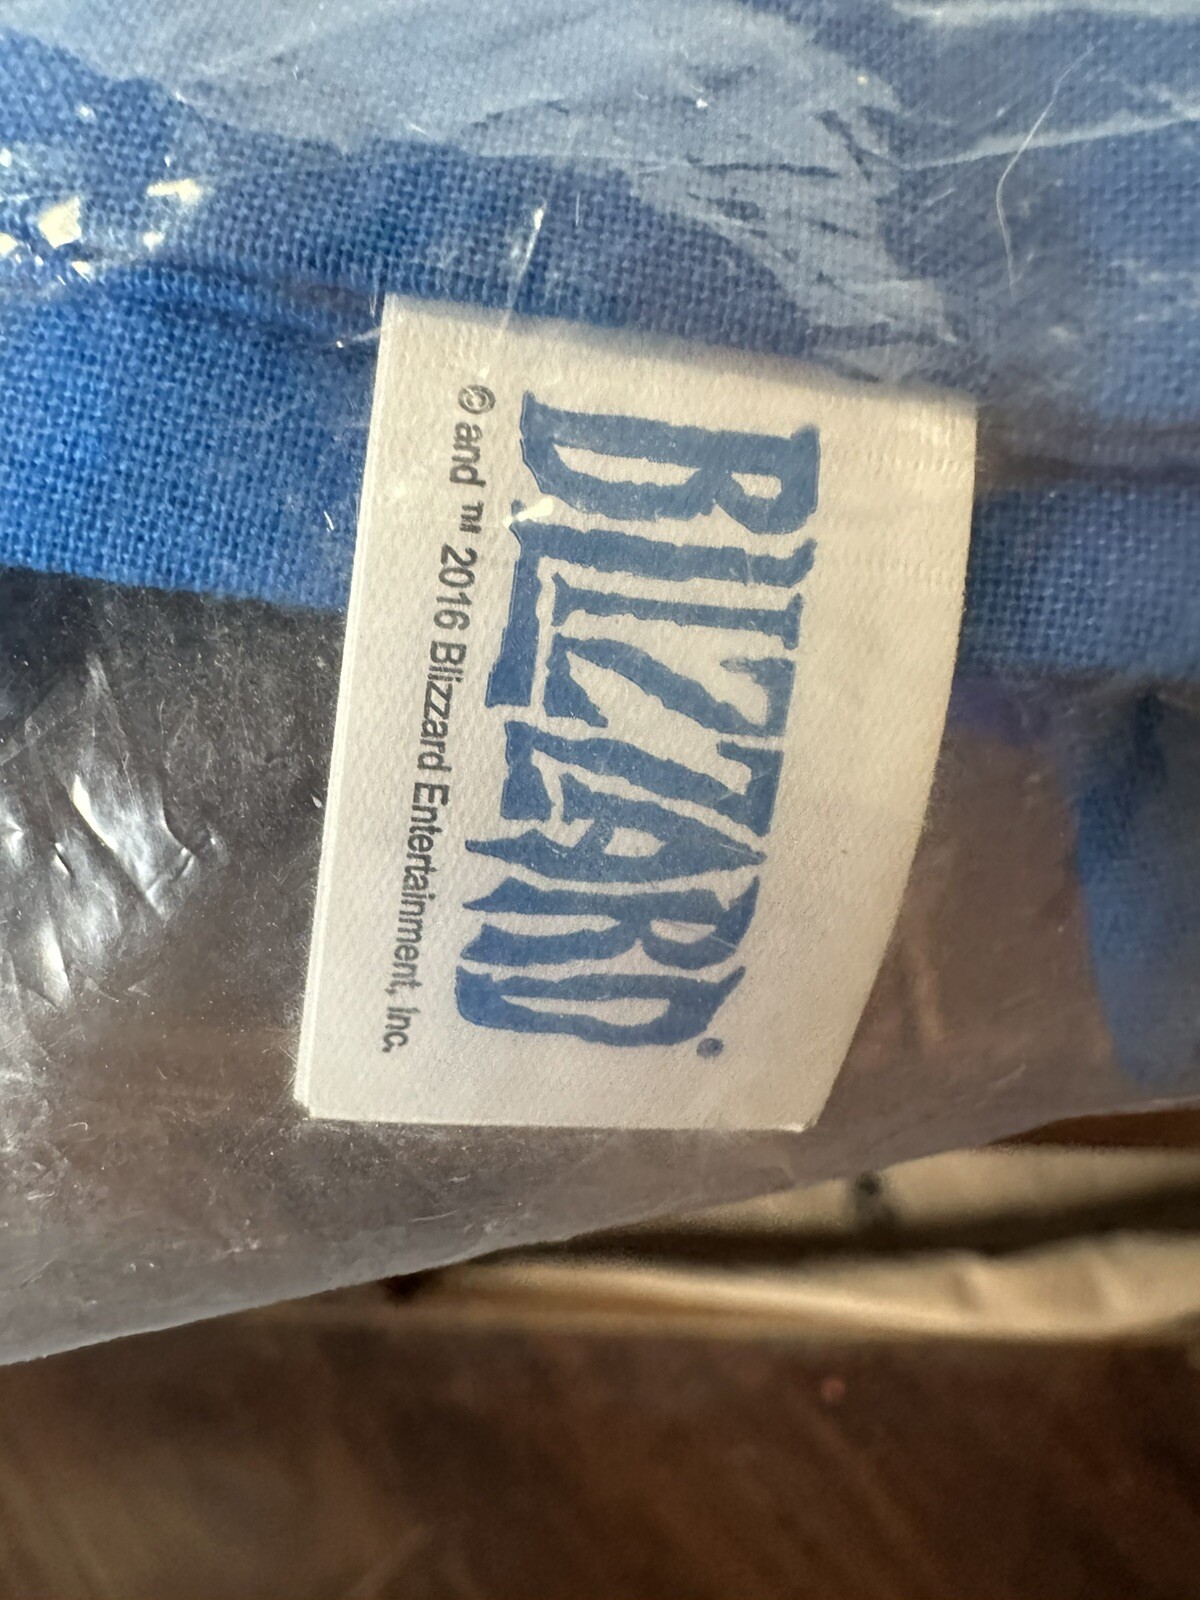 BLIZZARD®
© and ™ 2016 Blizzard Entertainment, Inc.